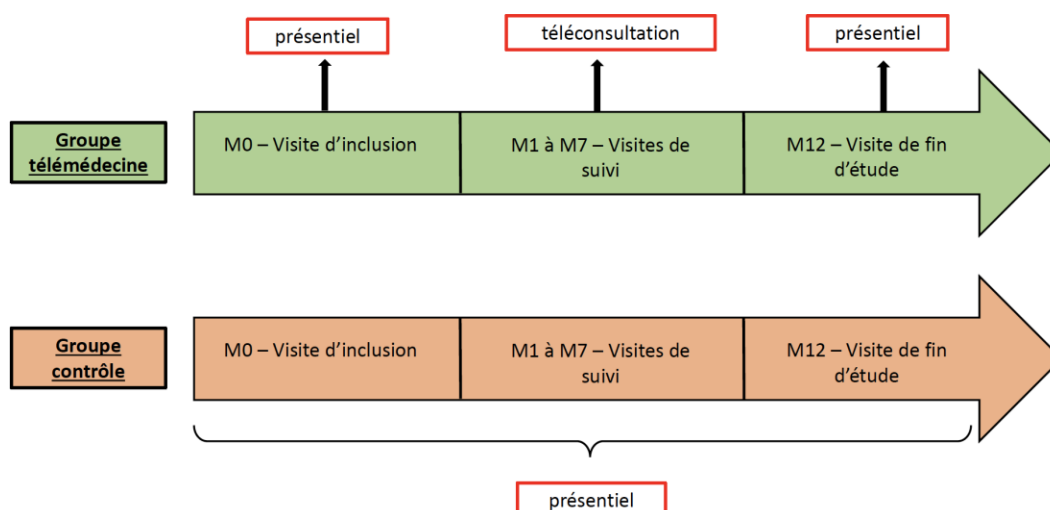 présentiel
téléconsultation
présentiel
Groupe
télémédecine
M0 – Visite d’inclusion
M1 à M7 – Visites de
suivi
M12 – Visite de fin
d’étude
Groupe
contrôle
M0 – Visite d’inclusion
M1 à M7 – Visites de
suivi
M12 – Visite de fin
d’étude
présentiel